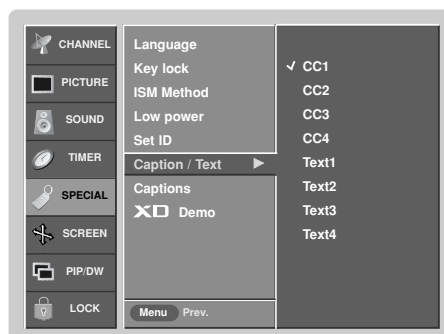 CHANNEL
PICTURE
SOUND
TIMER
SPECIAL
SCREEN
PIP/DW
LOCK
Language
Key lock
ISM Method
Low power
Set ID
Caption / Text ▶
Captions
XD Demo
Menu Prev.
✓ CC1
CC2
CC3
CC4
Text1
Text2
Text3
Text4